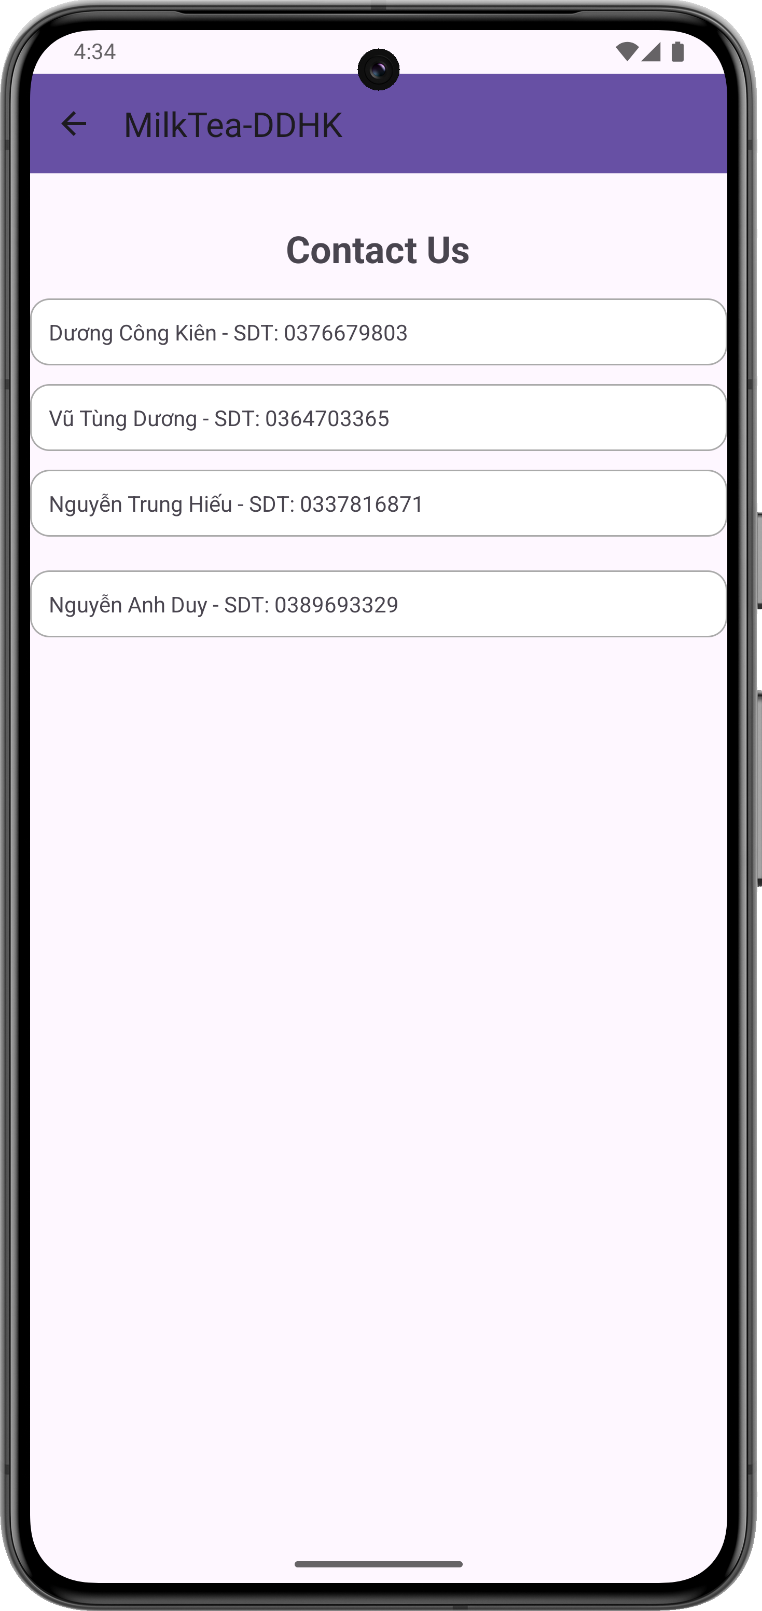 4:34
MilkTea-DDHK
Contact Us
Dương Công Kiên - SDT: 0376679803
Vũ Tùng Dương - SDT: 0364703365
Nguyễn Trung Hiếu - SDT: 0337816871
Nguyễn Anh Duy - SDT: 0389693329